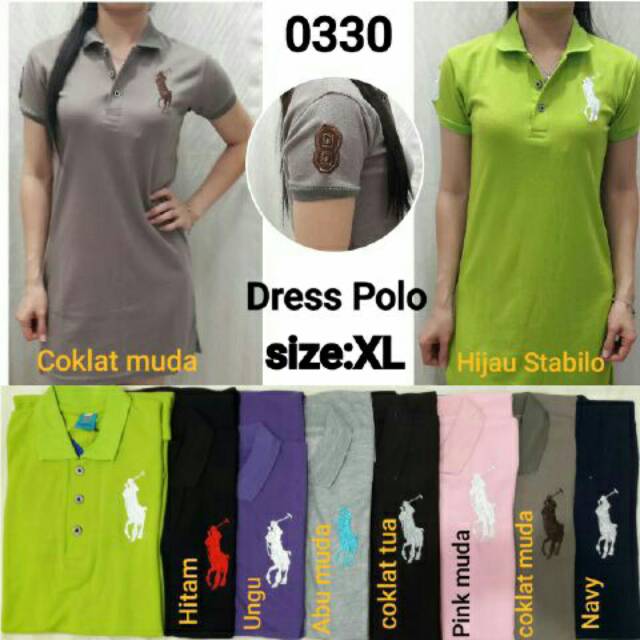 0330
8
Dress Polo
size:XL
Coklat muda
Hijau Stabilo
Hitam
Ungu
Abu muda
coklat tua
Pink muda
coklat muda
Navy